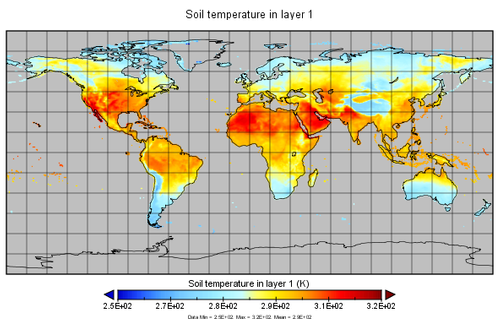 Soil temperature in layer 1
Soil temperature in layer 1 (K)
2.5E+02 2.7E+02 2.8E+02 2.9E+02 3.1E+02 3.2E+02
Data Min = 2.5E+02, Max = 3.2E+02, Mean = 2.9E+02